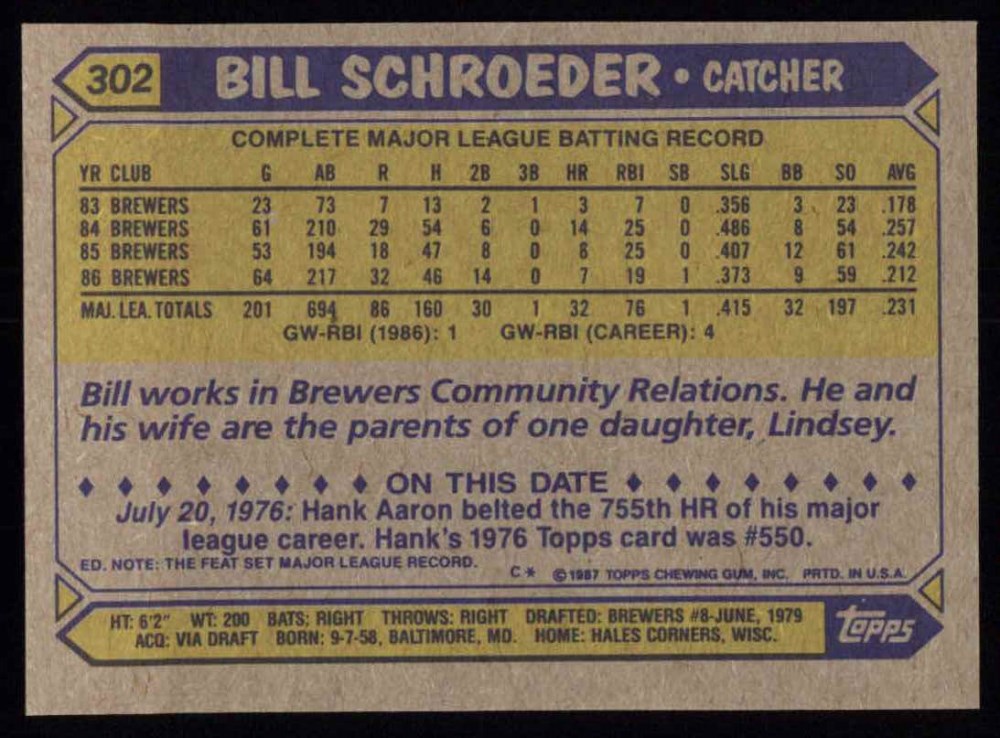 302 BILL SCHROEDER • CATCHER
COMPLETE MAJOR LEAGUE BATTING RECORD
YR CLUB G AB R H 2B 3B HR RBI SB SLG BB SO AVG
83 BREWERS 23 73 7 13 2 1 3 7 0 .356 3 23 .178
84 BREWERS 61 210 29 54 6 0 14 25 0 .486 8 54 .257
85 BREWERS 53 194 18 47 8 0 8 25 0 .407 12 61 .242
86 BREWERS 64 217 32 46 14 0 7 19 1 .373 9 59 .212
MAJ. LEA. TOTALS 201 694 86 160 30 1 32 76 1 .415 32 197 .231
GW-RBI (1986): 1 GW-RBI (CAREER): 4
Bill works in Brewers Community Relations. He and
his wife are the parents of one daughter, Lindsey.
♦ ♦ ♦ ♦ ♦ ♦ ♦ ♦ ON THIS DATE ♦ ♦ ♦ ♦ ♦ ♦ ♦ ♦
July 20, 1976: Hank Aaron belted the 755th HR of his major
league career. Hank's 1976 Topps card was #550.
ED. NOTE: THE FEAT SET MAJOR LEAGUE RECORD.
C* © 1987 TOPPS CHEWING GUM, INC. PRTD. IN U.S.A.
HT: 6'2" WT: 200 BATS: RIGHT THROWS: RIGHT DRAFTED: BREWERS #8-JUNE, 1979
ACQ: VIA DRAFT BORN: 9-7-58, BALTIMORE, MD. HOME: HALES CORNERS, WISC.
topps